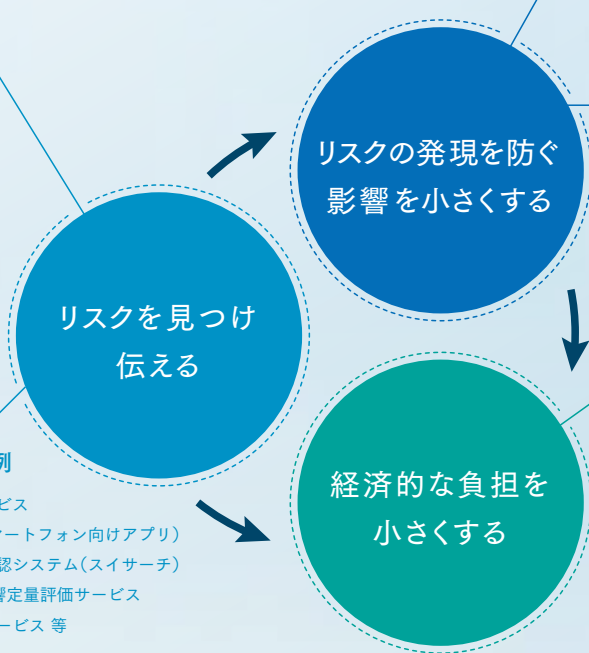 リスクの発現を防ぐ
影響を小さくする
リスクを見つけ
伝える
経済的な負担を
小さくする
例
ビス
ートフォン向けアプリ)
認システム(スイサーチ)
定量評価サービス
ービス 等